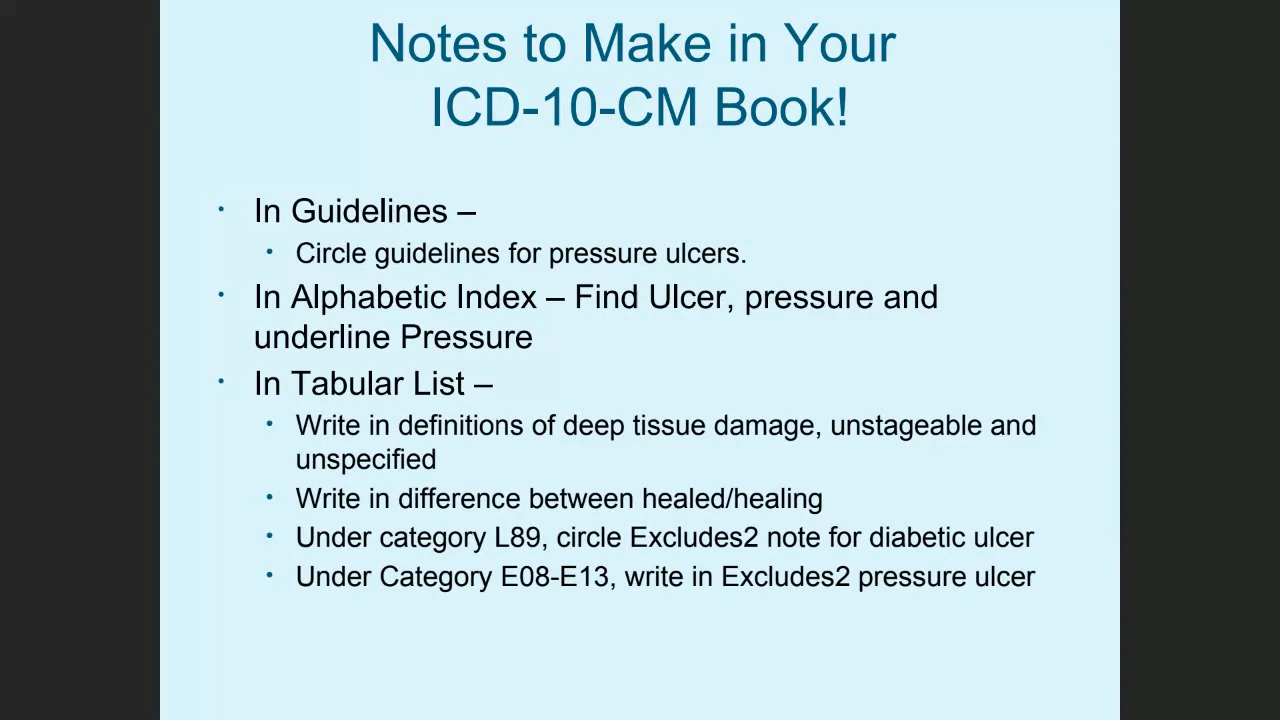 Notes to Make in Your
ICD-10-CM Book!
• In Guidelines –
• Circle guidelines for pressure ulcers.
• In Alphabetic Index – Find Ulcer, pressure and
underline Pressure
• In Tabular List –
• Write in definitions of deep tissue damage, unstageable and
unspecified
• Write in difference between healed/healing
• Under category L89, circle Excludes2 note for diabetic ulcer
• Under Category E08-E13, write in Excludes2 pressure ulcer